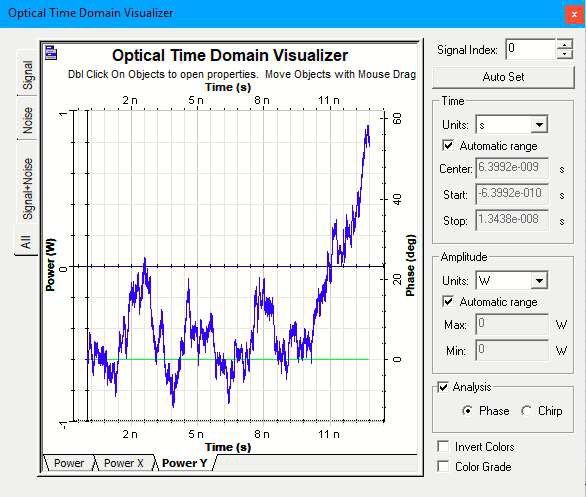 Optical Time Domain Visualizer
x
Optical Time Domain Visualizer
Dbl Click On Objects to open properties. Move Objects with Mouse Drag
Time (s)
2 n 5 n 8 n 11 n
Signal
Noise
Signal+Noise
All
Power (W)
1
0
-1
60
40
20
0
Phase (deg)
2 n 5 n 8 n 11 n
Time (s)
Power Power X Power Y
Signal Index: 0
Auto Set
Time
Units: s
Automatic range
Center: 6.3992e-009 s
Start: -6.3992e-010 s
Stop: 1.3438e-008 s
Amplitude
Units: W
Automatic range
Max: 0 W
Min: 0 W
Analysis
Phase Chirp
Invert Colors
Color Grade